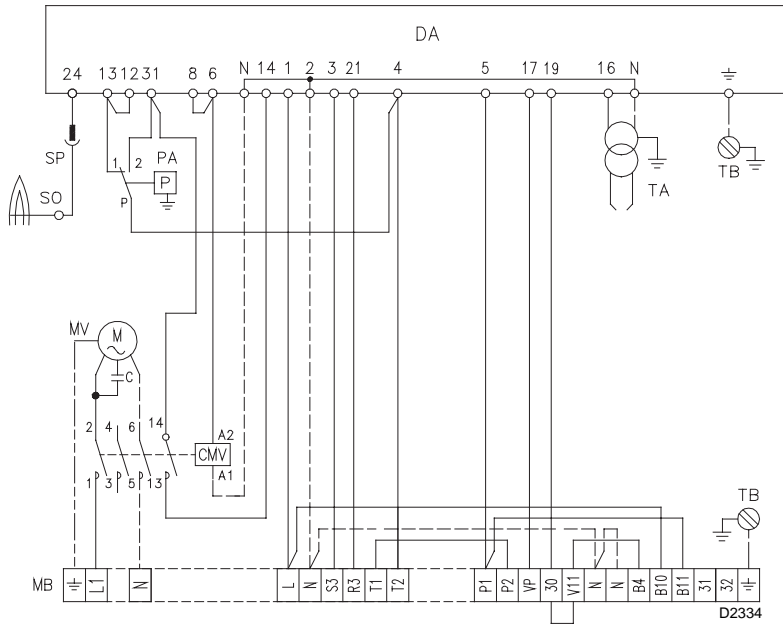 DA
24 13 12 31 8 6 N 14 1 2 3 21 4 5 17 19 16 N
SP
1 2 PA
P
P
SO
TA
TB
MV
M
C
2 4 6 14
A2
CMV
A1
1 3 5 13
TB
MB L1 N L N S3 R3 T1 T2 P1 P2 VP 30 V11 N N B4 B10 B11 31 32
D2334